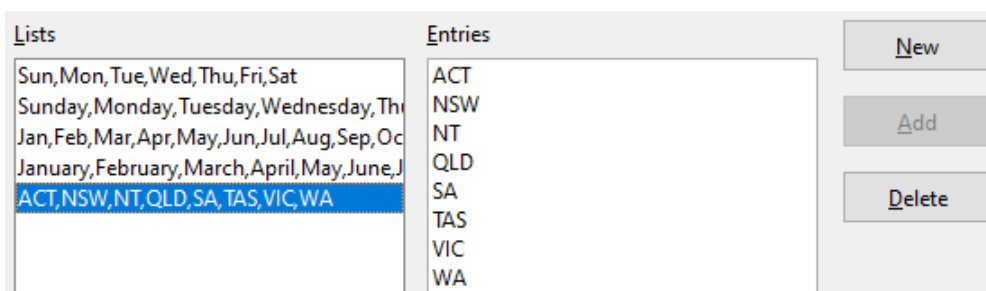 Lists
Sun,Mon,Tue,Wed,Thu,Fri,Sat
Sunday,Monday,Tuesday,Wednesday,Thu
Jan,Feb,Mar,Apr,May,Jun,Jul,Aug,Sep,Oc
January,February,March,April,May,June,J
ACT,NSW,NT,QLD,SA,TAS,VIC,WA
Entries
ACT
NSW
NT
QLD
SA
TAS
VIC
WA
New
Add
Delete